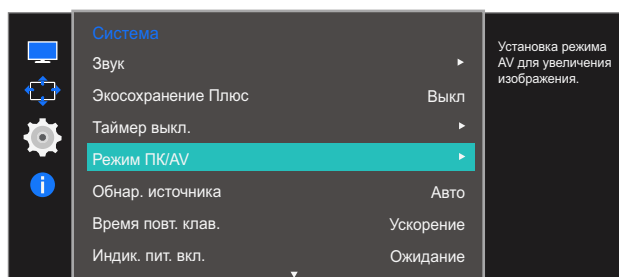 Система
Звук
Экосохранение Плюс Выкл
Таймер выкл.
Режим ПК/AV
Обнар. источника Авто
Время повт. клав. Ускорение
Индик. пит. вкл. Ожидание
Установка режима
AV для увеличения
изображения.